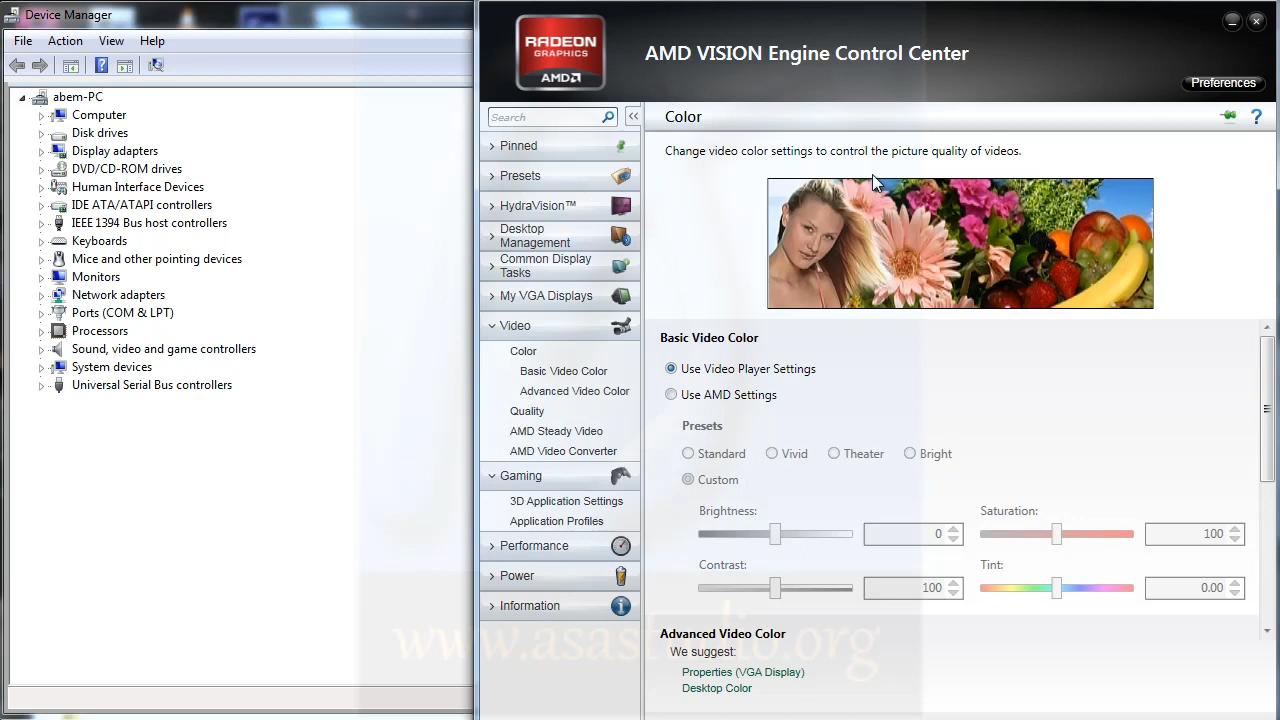 Device Manager
File Action View Help
abem-PC
Computer
Disk drives
Display adapters
DVD/CD-ROM drives
Human Interface Devices
IDE ATA/ATAPI controllers
IEEE 1394 Bus host controllers
Keyboards
Mice and other pointing devices
Monitors
Network adapters
Ports (COM & LPT)
Processors
Sound, video and game controllers
System devices
Universal Serial Bus controllers
RADEON
GRAPHICS
AMD
AMD VISION Engine Control Center
Preferences
Search
Pinned
Presets
HydraVision™
Desktop
Management
Common Display
Tasks
My VGA Displays
Video
Color
Basic Video Color
Advanced Video Color
Quality
AMD Steady Video
AMD Video Converter
Gaming
3D Application Settings
Application Profiles
Performance
Power
Information
Color
Change video color settings to control the picture quality of videos.
Basic Video Color
Use Video Player Settings
Use AMD Settings
Presets
Standard Vivid Theater Bright
Custom
Brightness: Saturation:
0 100
Contrast: Tint:
100 0.00
Advanced Video Color
We suggest:
Properties (VGA Display)
Desktop Color
www.asastudio.org